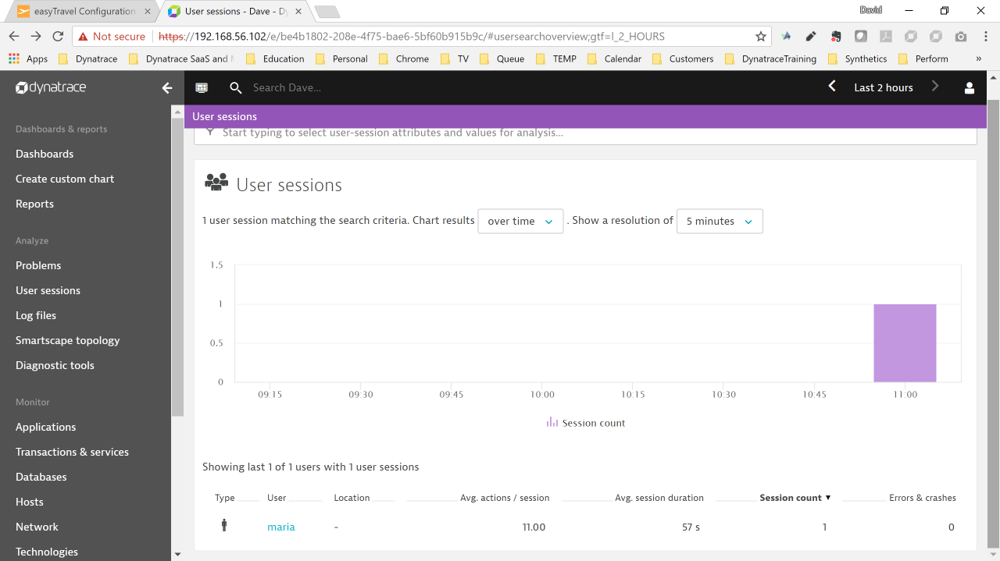 easyTravel Configuration
User sessions - Dave - Dy
David
Not secure
https://192.168.56.102/e/be4b1802-208e-4f75-bae6-5bf60b915b9c/#usersearchoverview;gtf=l_2_HOURS
Apps Dynatrace Dynatrace SaaS and Education Personal Chrome TV Queue TEMP Calendar Customers DynatraceTraining Synthetics Perform »
dynatrace
Search Dave...
Last 2 hours
Dashboards & reports
Dashboards
Create custom chart
Reports
Analyze
Problems
User sessions
Log files
Smartscape topology
Diagnostic tools
Monitor
Applications
Transactions & services
Databases
Hosts
Network
Technologies
User sessions
Start typing to select user-session attributes and values for analysis...
User sessions
1 user session matching the search criteria. Chart results over time . Show a resolution of 5 minutes
1.5
1
0.5
0
09:15 09:30 09:45 10:00 10:15 10:30 10:45 11:00
Session count
Showing last 1 of 1 users with 1 user sessions
Type User Location Avg. actions / session Avg. session duration Session count ▼ Errors & crashes
maria - 11.00 57 s 1 0